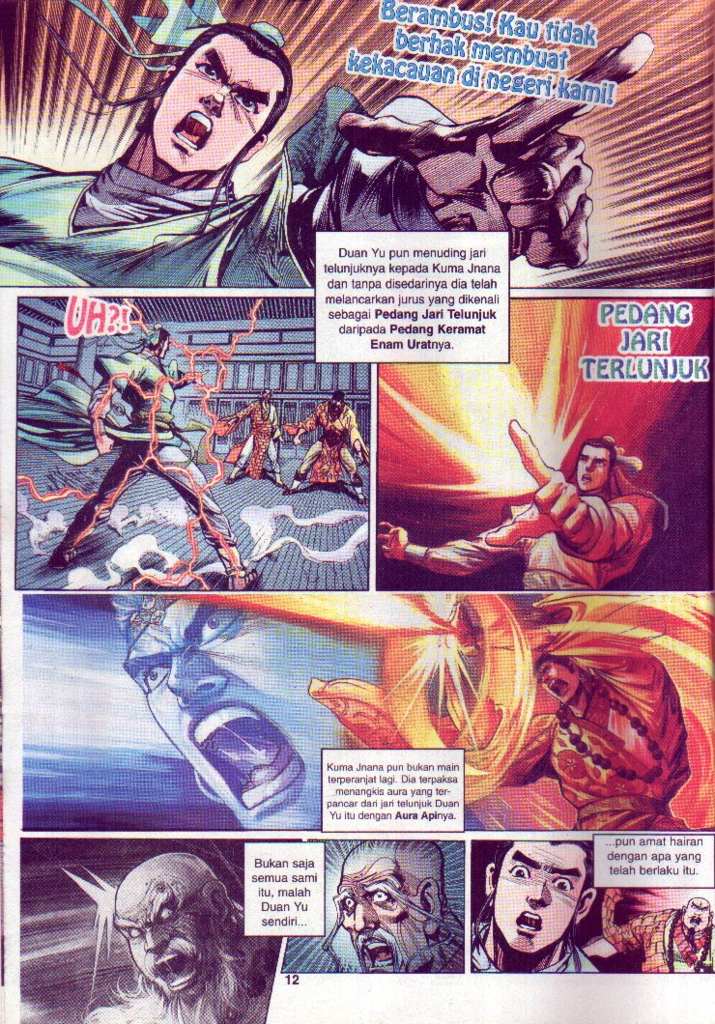 Berambus! Kau tidak
berhak membuat
kekacauan di negeri kami!
Duan Yu pun menuding jari
telunjuknya kepada Kuma Jnana
dan tanpa disedarinya dia telah
melancarkan jurus yang dikenali
sebagai Pedang Jari Telunjuk
daripada Pedang Keramat
Enam Uratnya.
UH?!
PEDANG
JARI
TERLUNJUK
Kuma Jnana pun bukan main
terperanjat lagi. Dia terpaksa
menangkis aura yang ter-
pancar dari jari telunjuk Duan
Yu itu dengan Aura Apinya.
Bukan saja
semua sami
itu, malah
Duan Yu
sendiri...
...pun amat hairan
dengan apa yang
telah berlaku itu.
12